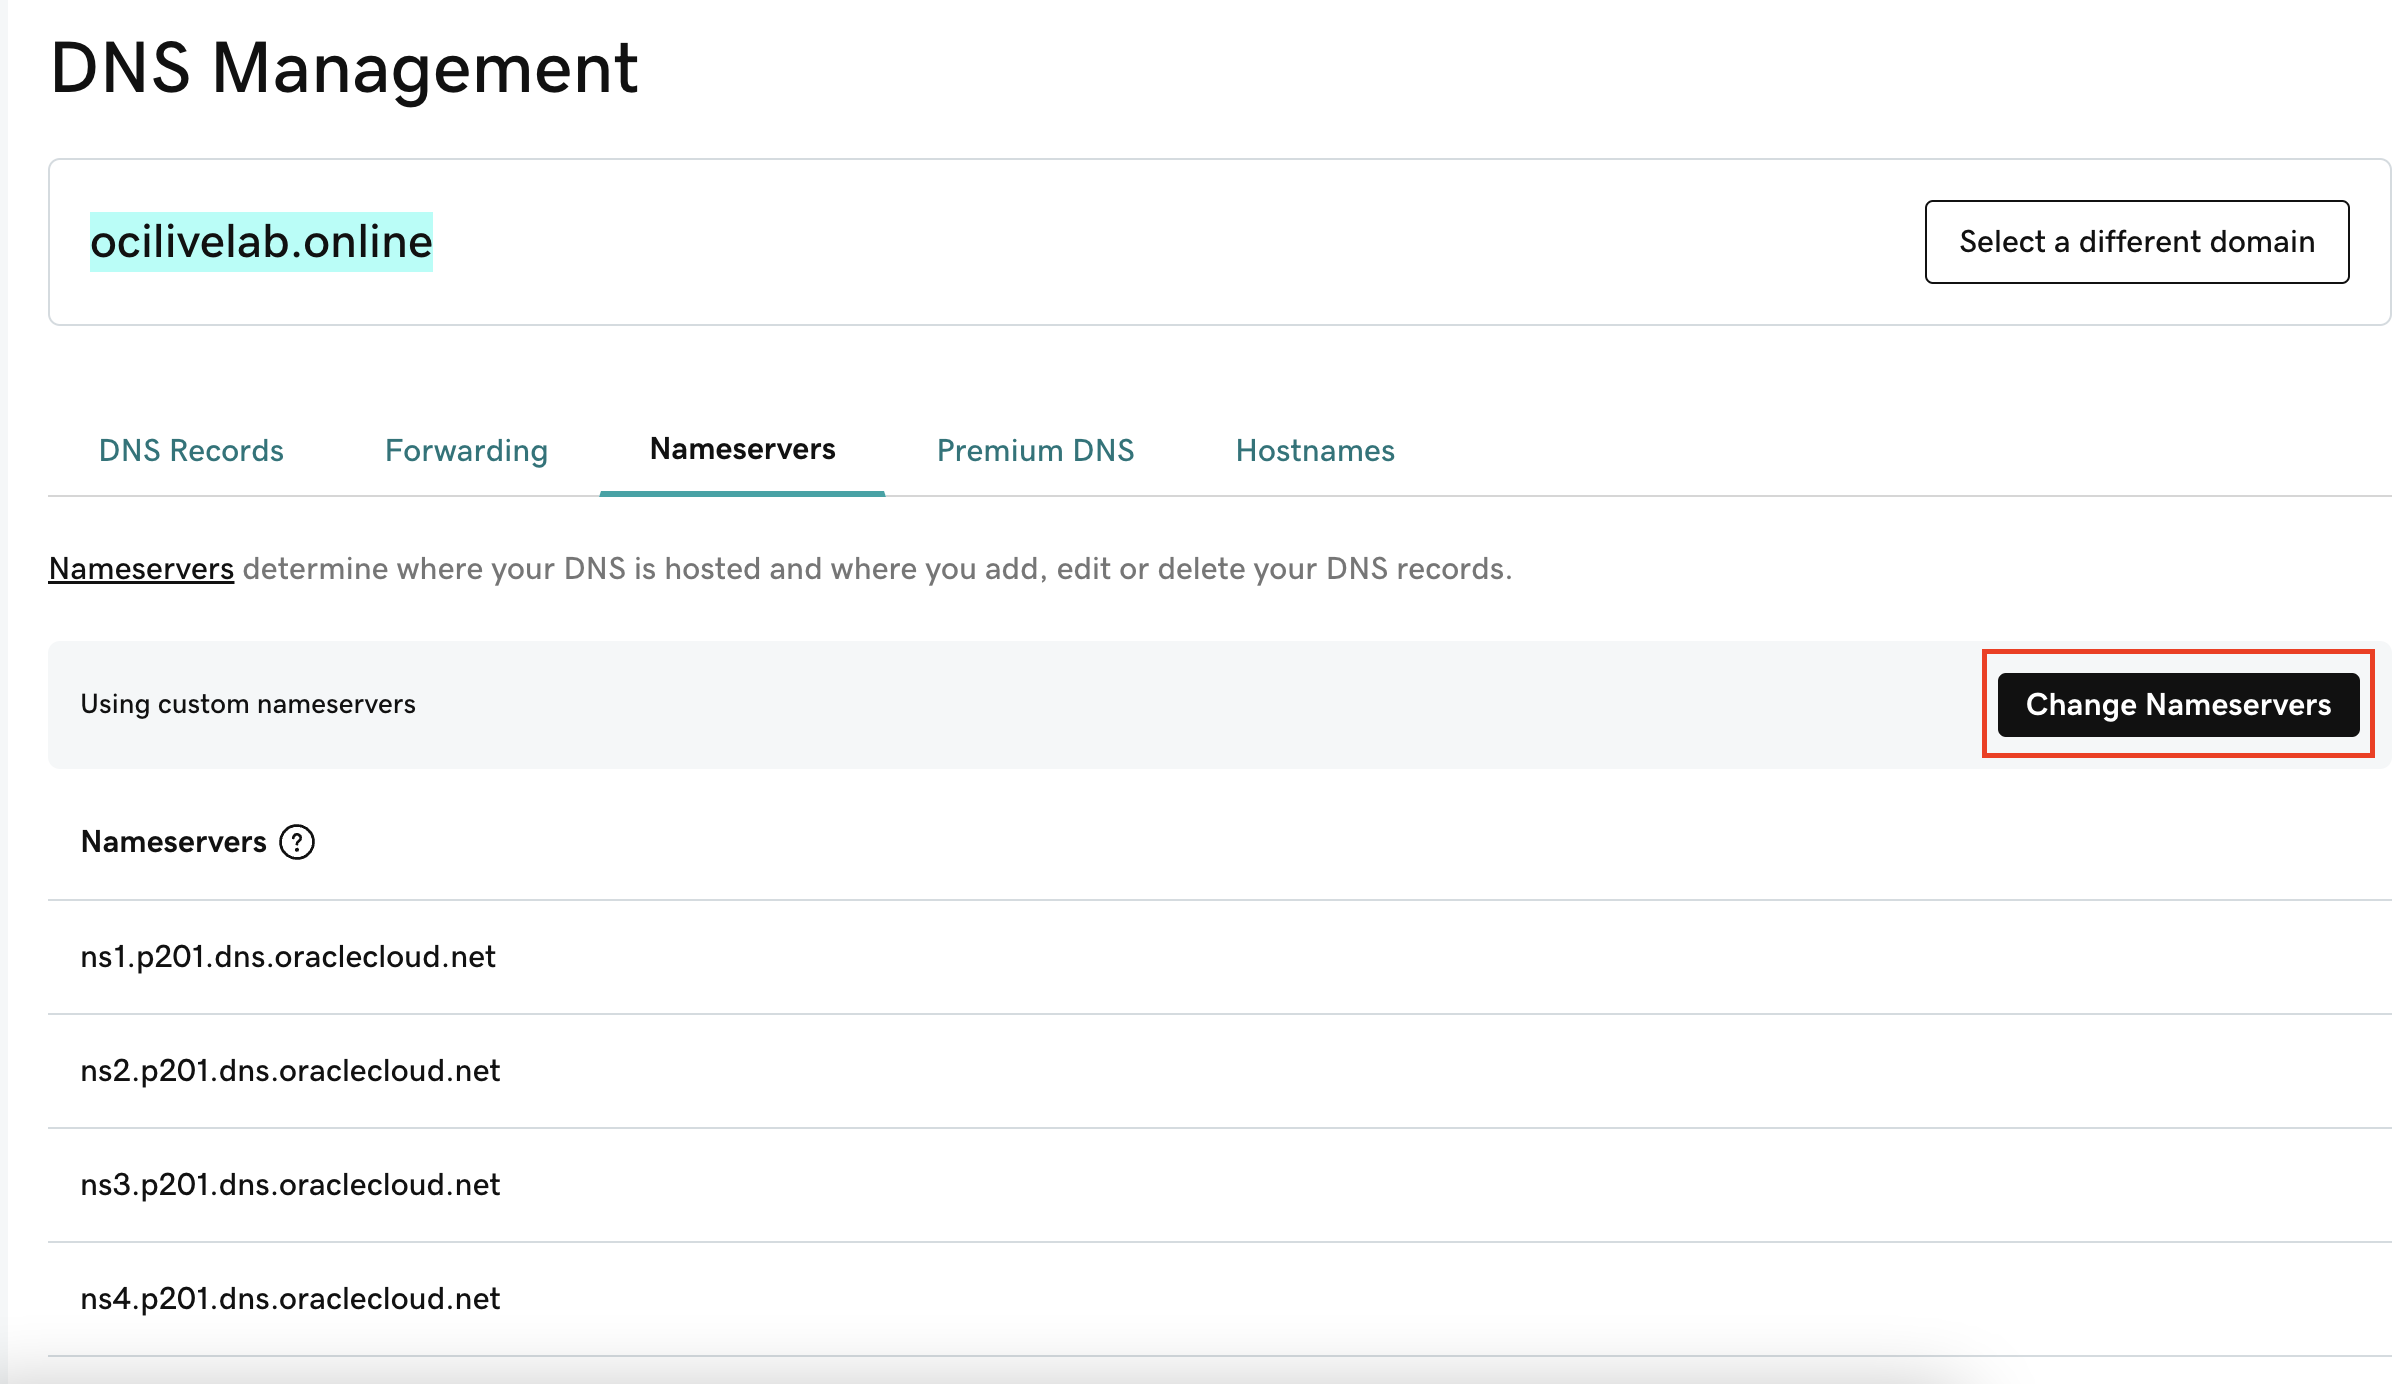 DNS Management
ocilivelab.online
Select a different domain
DNS Records
Forwarding
Nameservers
Premium DNS
Hostnames
Nameservers determine where your DNS is hosted and where you add, edit or delete your DNS records.
Using custom nameservers
Change Nameservers
Nameservers ?
ns1.p201.dns.oraclecloud.net
ns2.p201.dns.oraclecloud.net
ns3.p201.dns.oraclecloud.net
ns4.p201.dns.oraclecloud.net